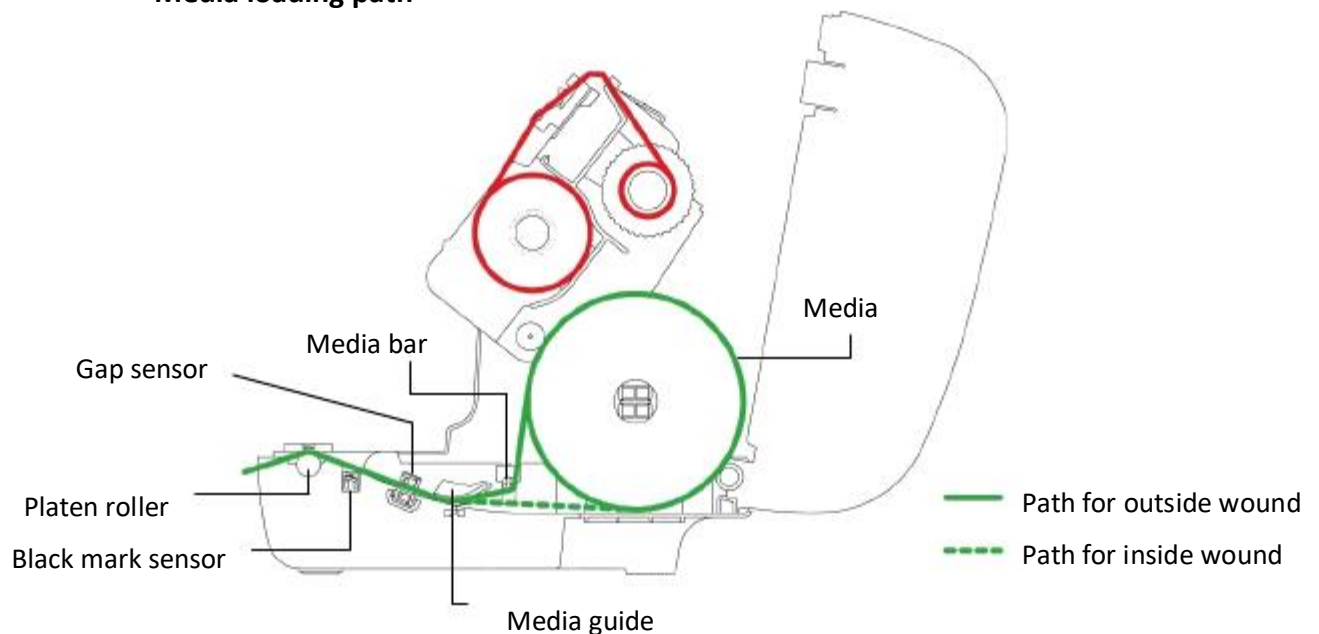 Media loading path
Media
Media bar
Gap sensor
Platen roller
Path for outside wound
Black mark sensor
Path for inside wound
Media guide